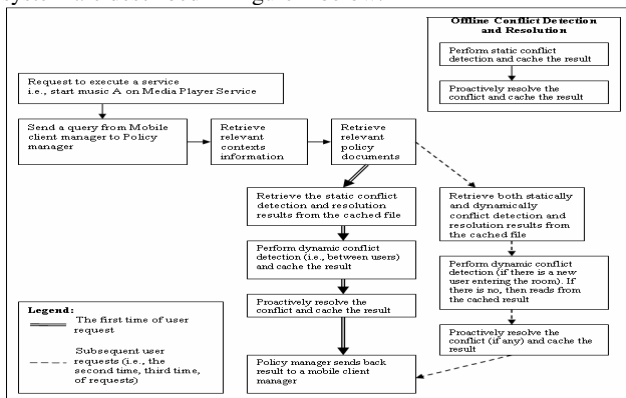 Offline Conflict Detection
and Resolution
Perform static conflict
detection and cache the result
Proactively resolve the
conflict and cache the result
Request to execute a service
i.e., start music A on Media Player Service
Send a query from Mobile
client manager to Policy
manager
Retrieve
relevant
contexts
information
Retrieve
relevant
policy
documents
Retrieve the static conflict
detection and resolution
results from the cached file
Perform dynamic conflict
detection (i.e., between users)
and cache the result
Proactively resolve the
conflict and cache the result
Policy manager sends back
result to a mobile client
manager
Retrieve both statically
and dynamically
conflict detection and
resolution results from
the cached file
Perform dynamic conflict
detection (if there is a new
user entering the room). If
there is no, then reads from
the cached result
Proactively resolve the
conflict (if any) and cache the
result
Legend:
The first time of user
request
Subsequent user
requests (i.e., the
second time, third time,
of requests)